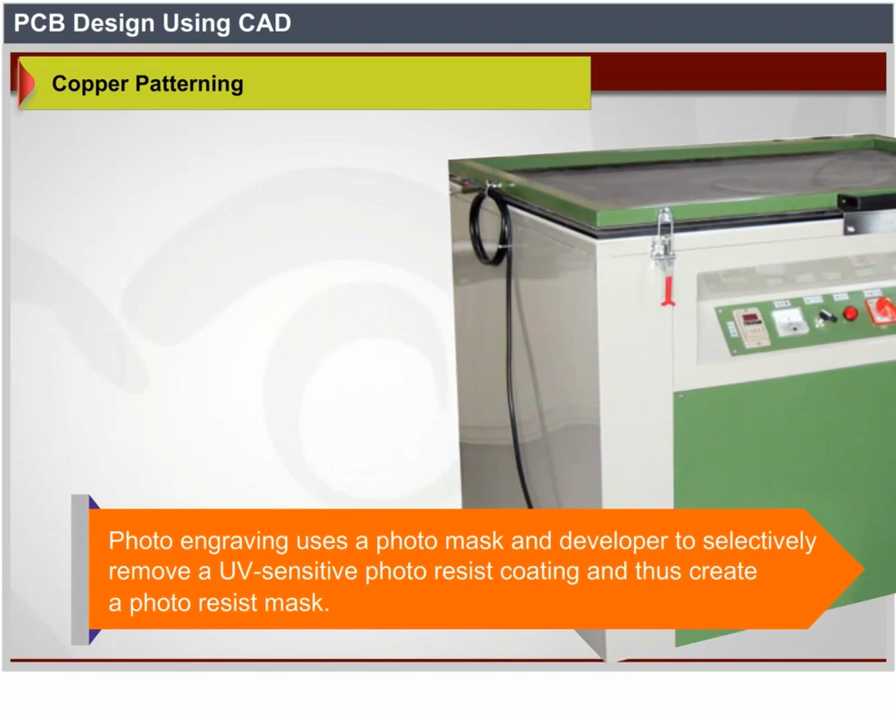 PCB Design Using CAD
Copper Patterning
Photo engraving uses a photo mask and developer to selectively
remove a UV-sensitive photo resist coating and thus create
a photo resist mask.